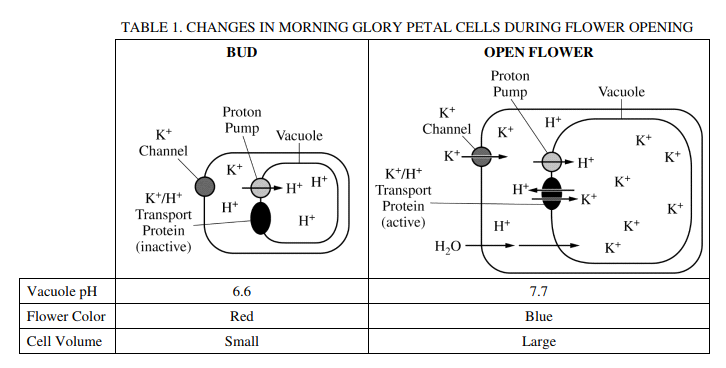 TABLE 1. CHANGES IN MORNING GLORY PETAL CELLS DURING FLOWER OPENING
BUD
Proton
Pump
Vacuole
K+
Channel
K+
H+
H+
K+/H+
Transport
Protein
(inactive)
H+
H+
OPEN FLOWER
Proton
Pump
Vacuole
K+
Channel
K+
H+
K+
K+
K+
H+
K+/H+
Transport
Protein
(active)
H+
K+
K+
K+
H+
K+
K+
H2O
Vacuole pH 6.6 7.7
Flower Color Red Blue
Cell Volume Small Large